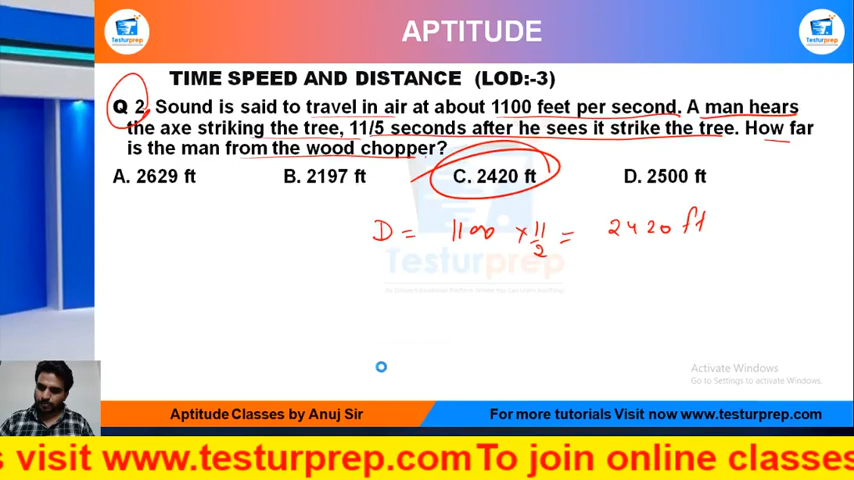 APTITUDE
Testurprep
Testurprep
TIME SPEED AND DISTANCE (LOD:-3)
Q 2. Sound is said to travel in air at about 1100 feet per second. A man hears
the axe striking the tree, 11/5 seconds after he sees it strike the tree. How far
is the man from the wood chopper?
A. 2629 ft B. 2197 ft C. 2420 ft D. 2500 ft
D = 1100 × 11/2 = 2420 ft
Testurprep
Activate Windows
Go to Settings to activate Windows.
Aptitude Classes by Anuj Sir For more tutorials Visit now www.testurprep.com
s visit www.testurprep.com To join online classes